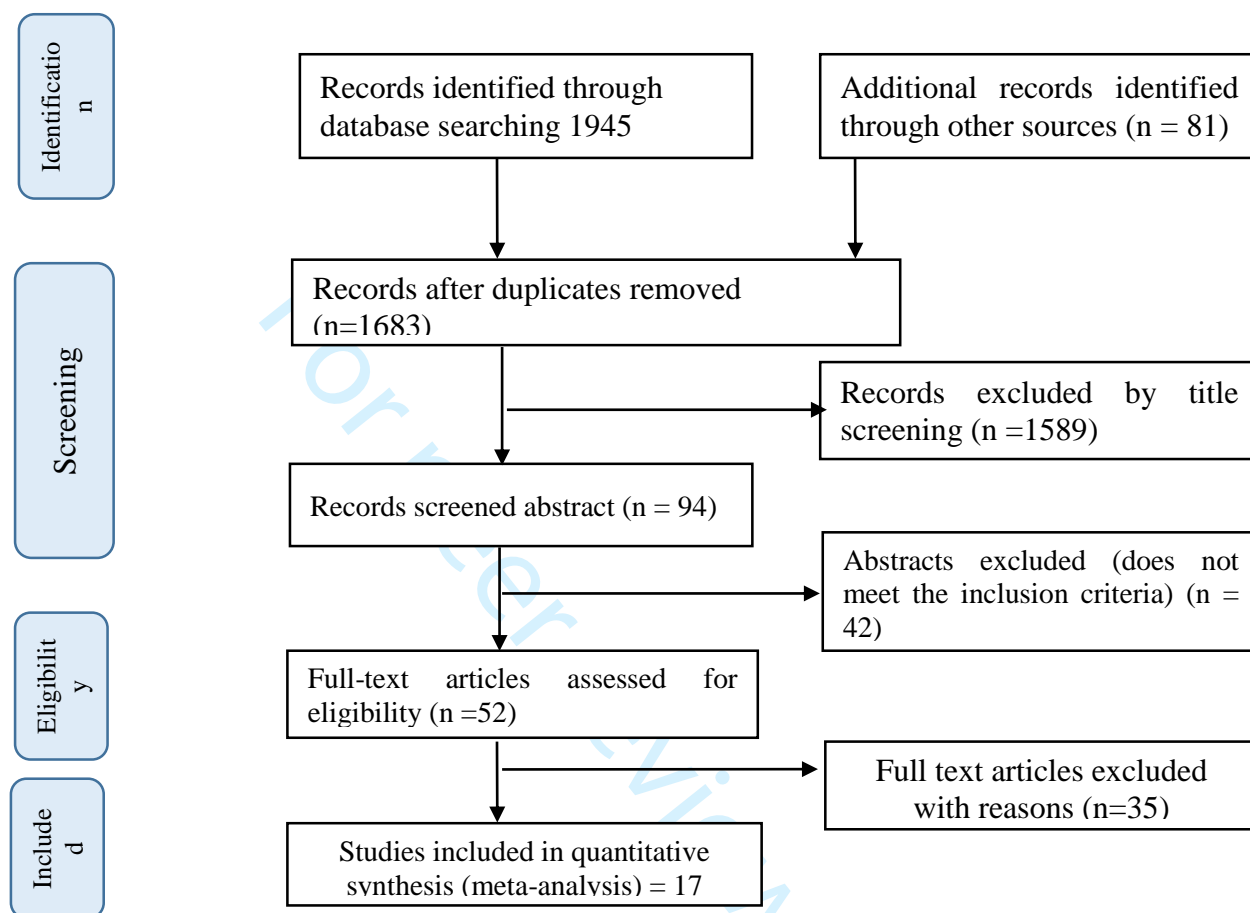 Identificatio
n
Records identified through
database searching 1945
Additional records identified
through other sources (n = 81)
Screening
Records after duplicates removed
(n=1683)
Records excluded by title
screening (n =1589)
Records screened abstract (n = 94)
Abstracts excluded (does not
meet the inclusion criteria) (n =
42)
Eligibilit
y
Full-text articles assessed for
eligibility (n =52)
Full text articles excluded
with reasons (n=35)
Include
d
Studies included in quantitative
synthesis (meta-analysis) = 17
For peer review